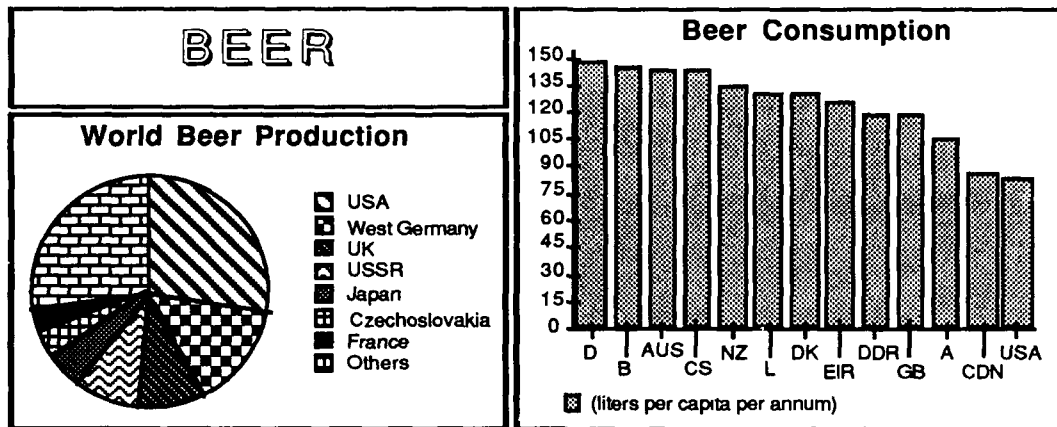 BEER
World Beer Production
USA
West Germany
UK
USSR
Japan
Czechoslovakia
France
Others
Beer Consumption
150
135
120
105
90
75
60
45
30
15
0
D
B
AUS
CS
NZ
L
DK
EIR
DDR
GB
A
CDN
USA
(liters per capita per annum)